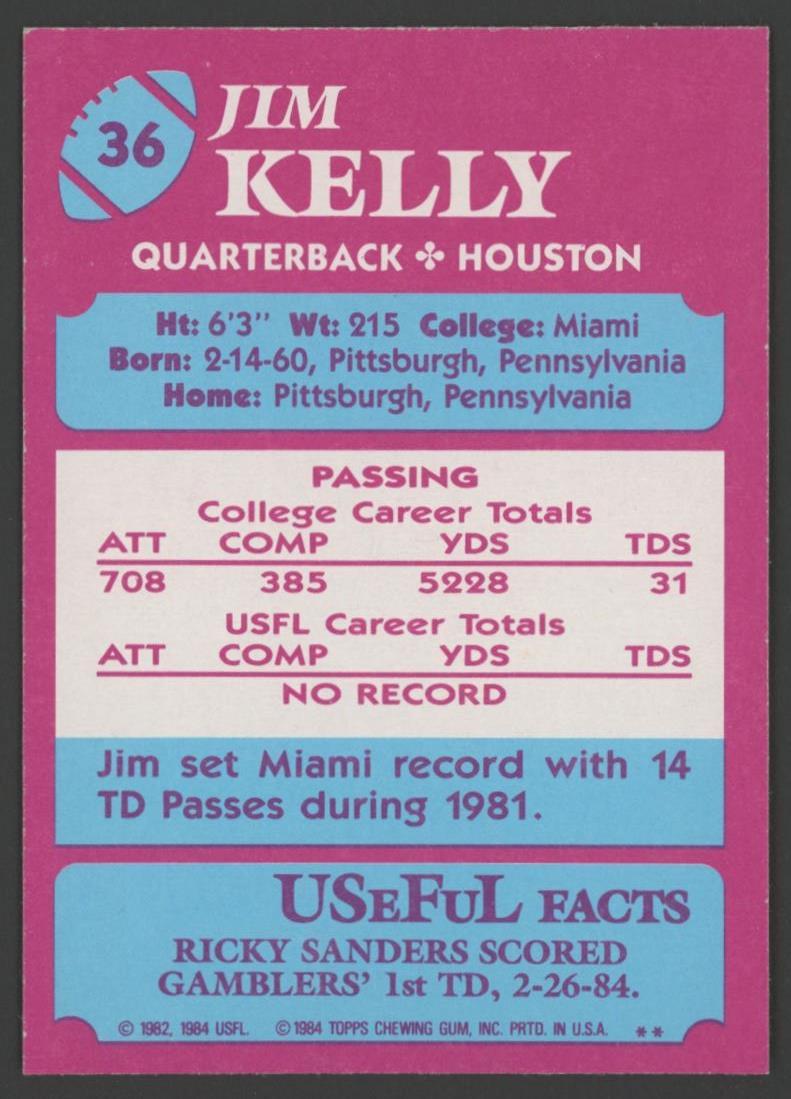 36
JIM
KELLY
QUARTERBACK ✤ HOUSTON
Ht: 6'3" Wt: 215 College: Miami
Born: 2-14-60, Pittsburgh, Pennsylvania
Home: Pittsburgh, Pennsylvania
PASSING
College Career Totals
ATT COMP YDS TDS
708 385 5228 31
USFL Career Totals
ATT COMP YDS TDS
NO RECORD
Jim set Miami record with 14
TD Passes during 1981.
USeFuL FACTS
RICKY SANDERS SCORED
GAMBLERS' 1st TD, 2-26-84.
© 1982, 1984 USFL. © 1984 TOPPS CHEWING GUM, INC. PRTD. IN U.S.A. **